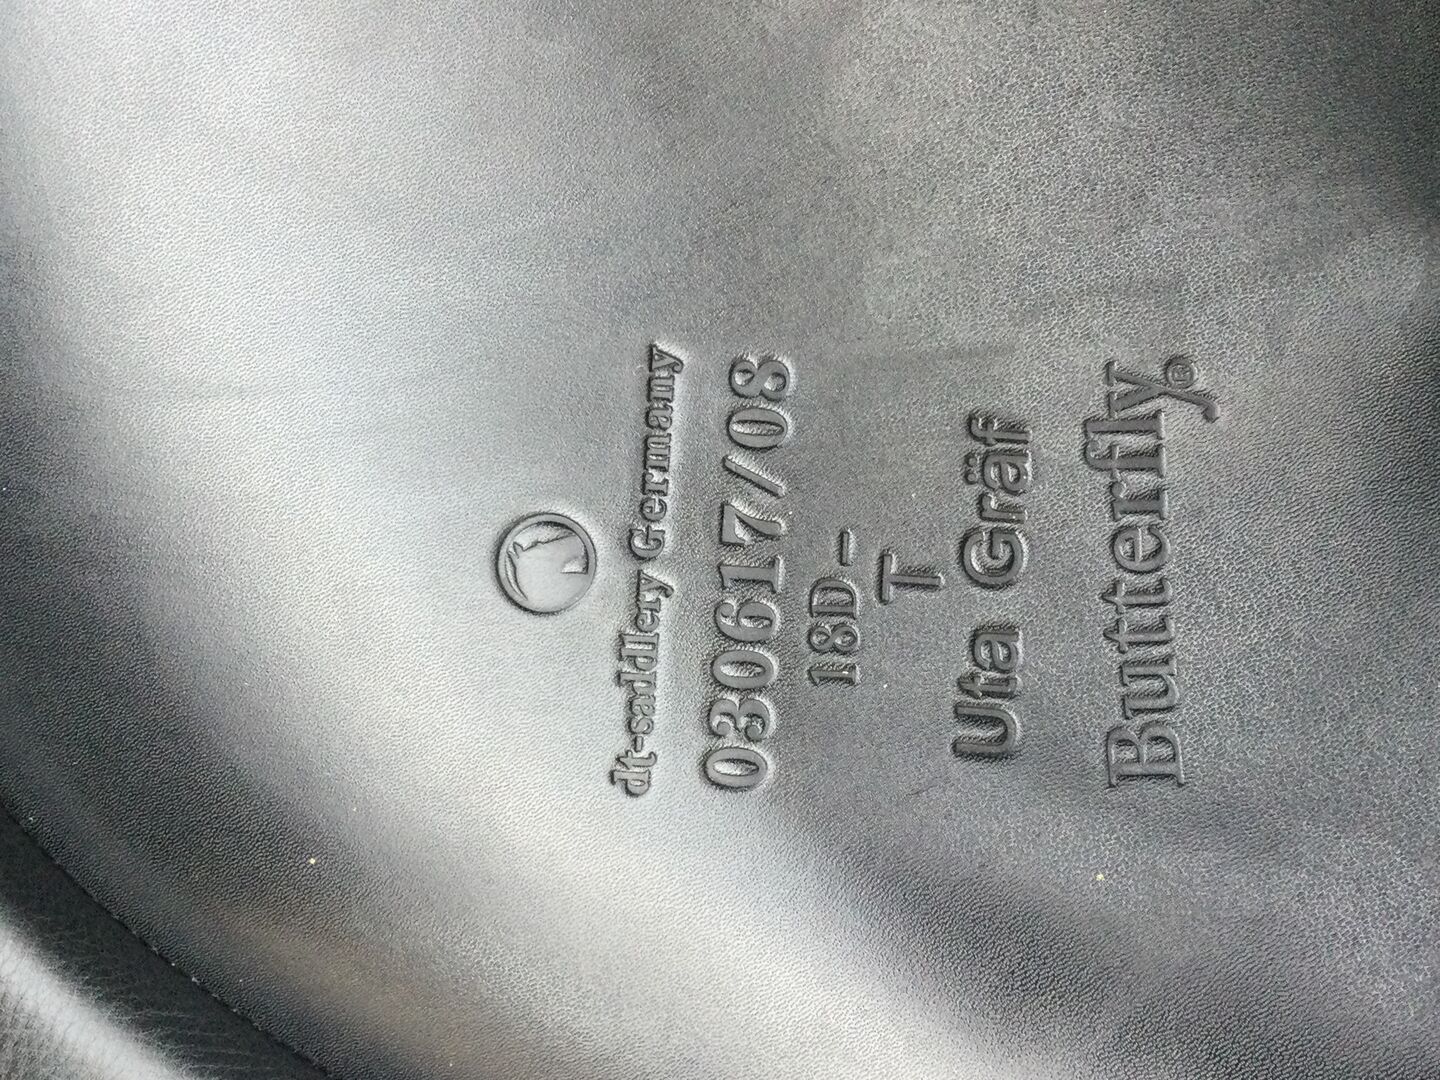 dt-saddlery Germany
030617/08
18D-
T
Uta Gräf
Butterfly®